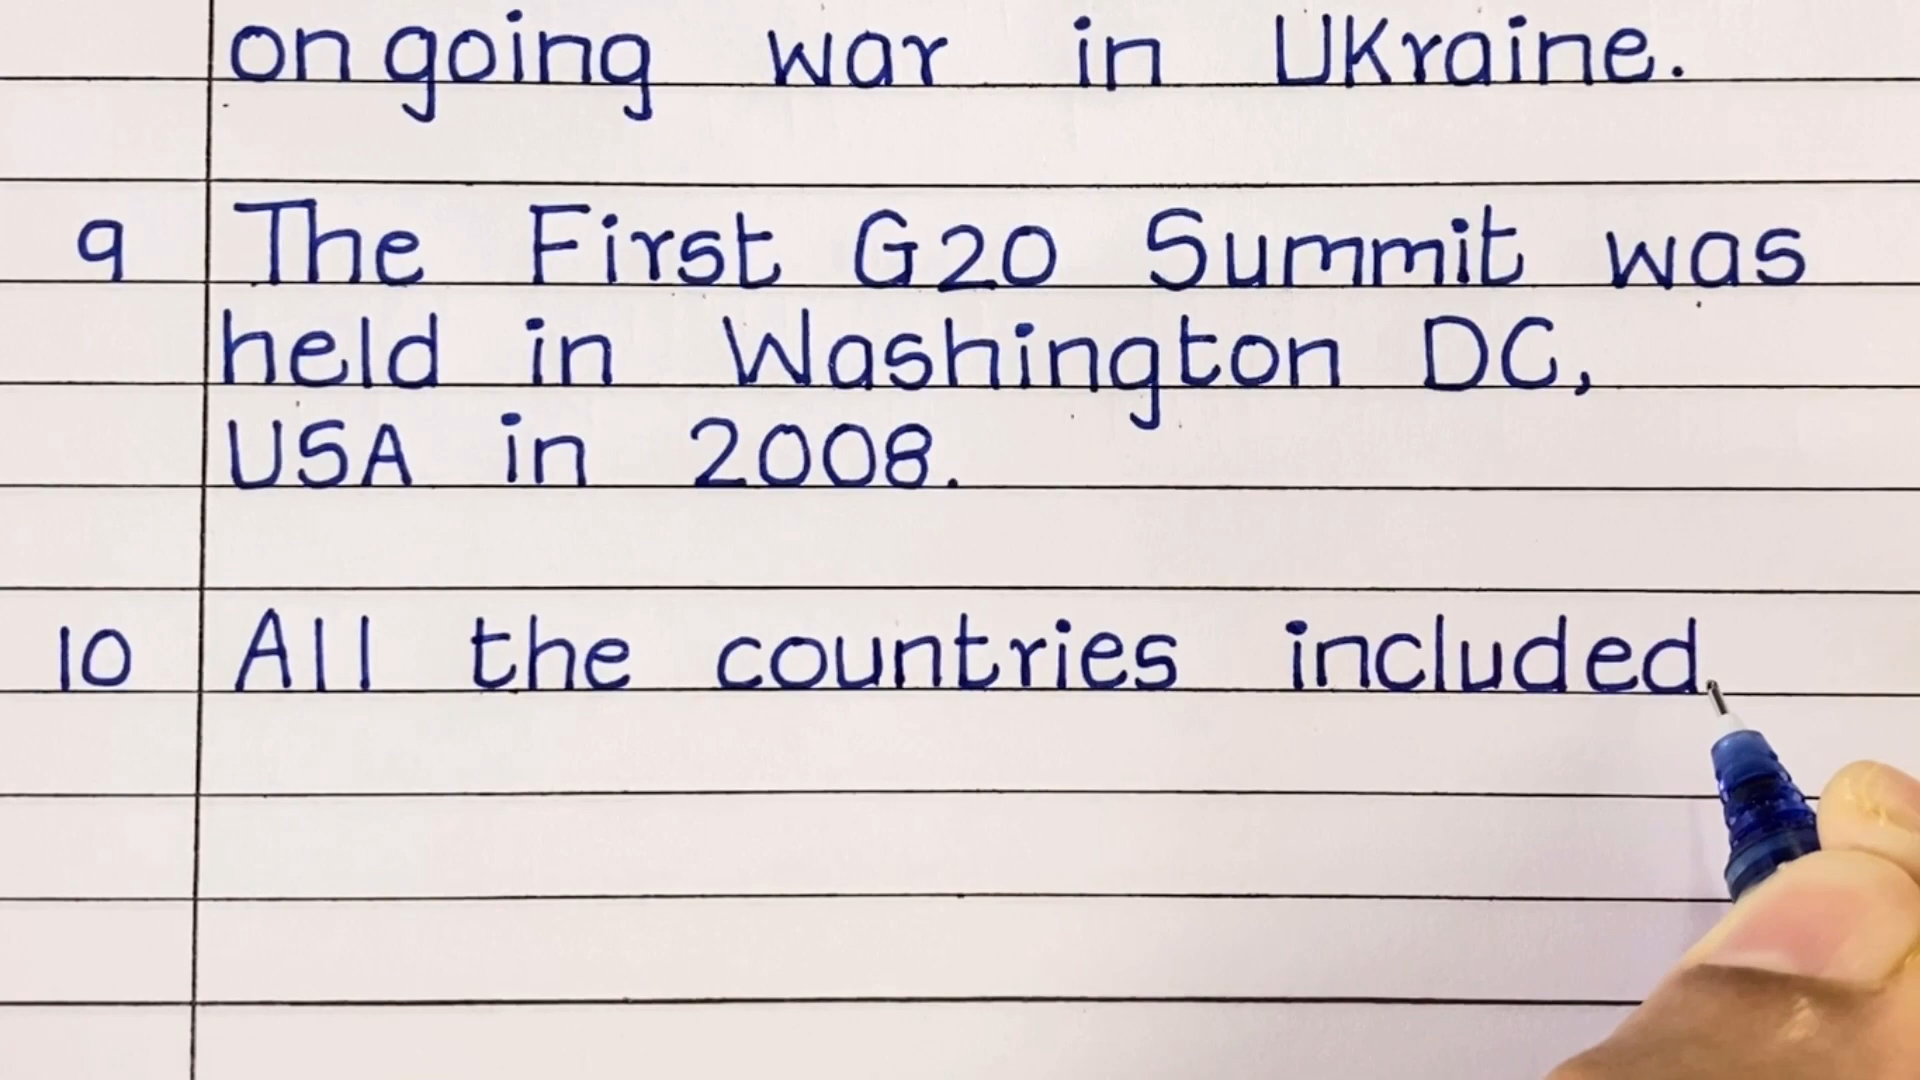 ongoing war in Ukraine.
9 The First G20 Summit was
held in Washington DC,
USA in 2008.
10 All the countries included